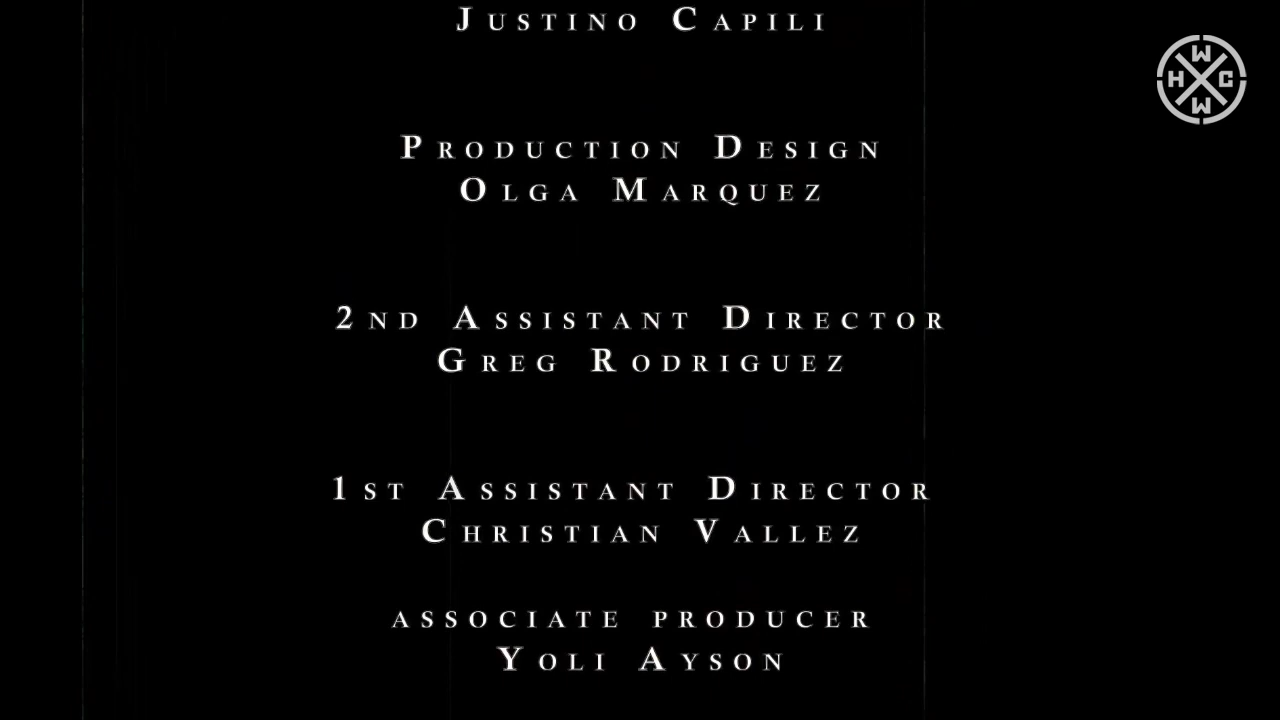 Justino Capili
Production Design
Olga Marquez
2nd Assistant Director
Greg Rodriguez
1st Assistant Director
Christian Vallez
associate producer
Yoli Ayson
W
H C
W